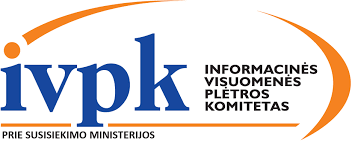 ivpk
INFORMACINĖS
VISUOMENĖS
PLĖTROS
KOMITETAS
PRIE SUSISIEKIMO MINISTERIJOS